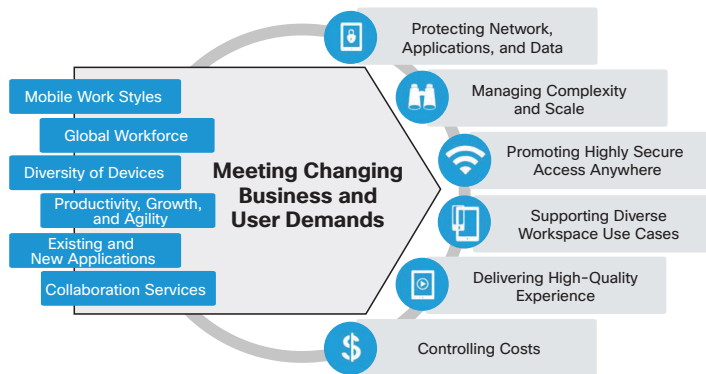 Mobile Work Styles
Global Workforce
Diversity of Devices
Productivity, Growth,
and Agility
Existing and
New Applications
Collaboration Services
Meeting Changing
Business and
User Demands
Protecting Network,
Applications, and Data
Managing Complexity
and Scale
Promoting Highly Secure
Access Anywhere
Supporting Diverse
Workspace Use Cases
Delivering High-Quality
Experience
$
Controlling Costs